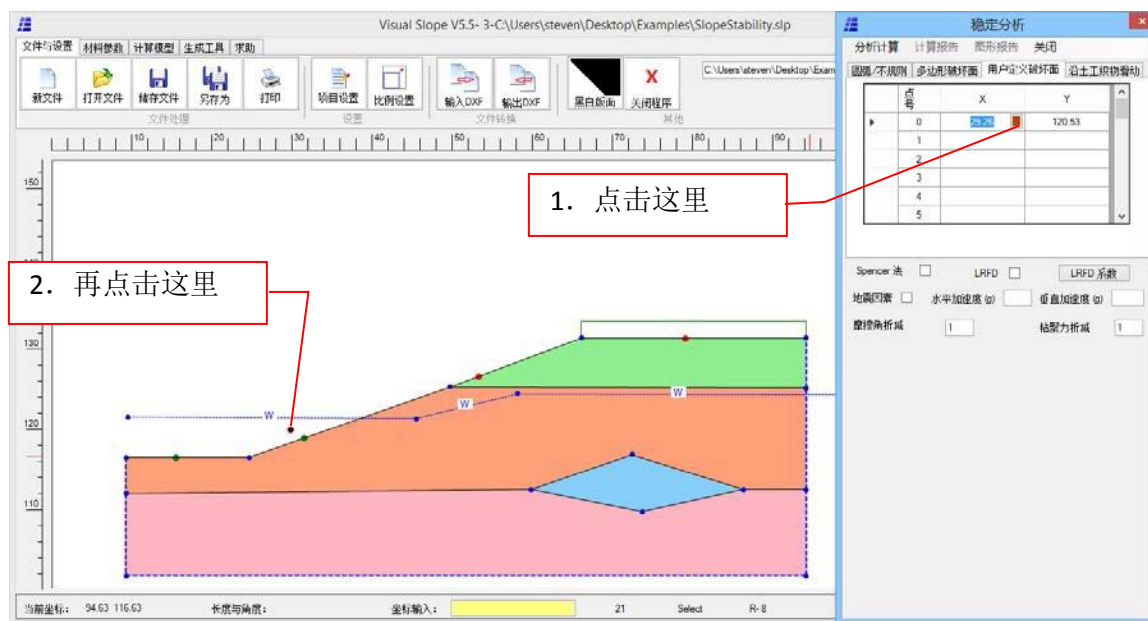 Visual Slope V5.5- 3-C:\Users\steven\Desktop\Examples\SlopeStability.slp
文件与设置 材料参数 计算模型 生成工具 求助
新文件 打开文件 储存文件 另存为 打印 项目设置 比例设置 输入DXF 输出DXF 黑白版面 X 关闭程序 C:\Users\steven\Desktop\Exam
文件处理 设置 文件转换 其他
10 20 30 40 50 60 70 80 90
150
1. 点击这里
2. 再点击这里
130
W W W
120
110
当前坐标: 94.63 116.63 长度与角度: 坐标输入: 21 Select R- 8
稳定分析 x
分析计算 计算报告 图形报告 关闭
圆弧/不规则 多边形破坏面 用户定义破坏面 沿土工织物滑动
点号 X Y
0 29.26 120.53
1
2
3
4
5
Spencer 法 LRFD LRFD 系数
地震因素 水平加速度 (g) 垂直加速度 (g)
摩擦角折减 1 粘聚力折减 1